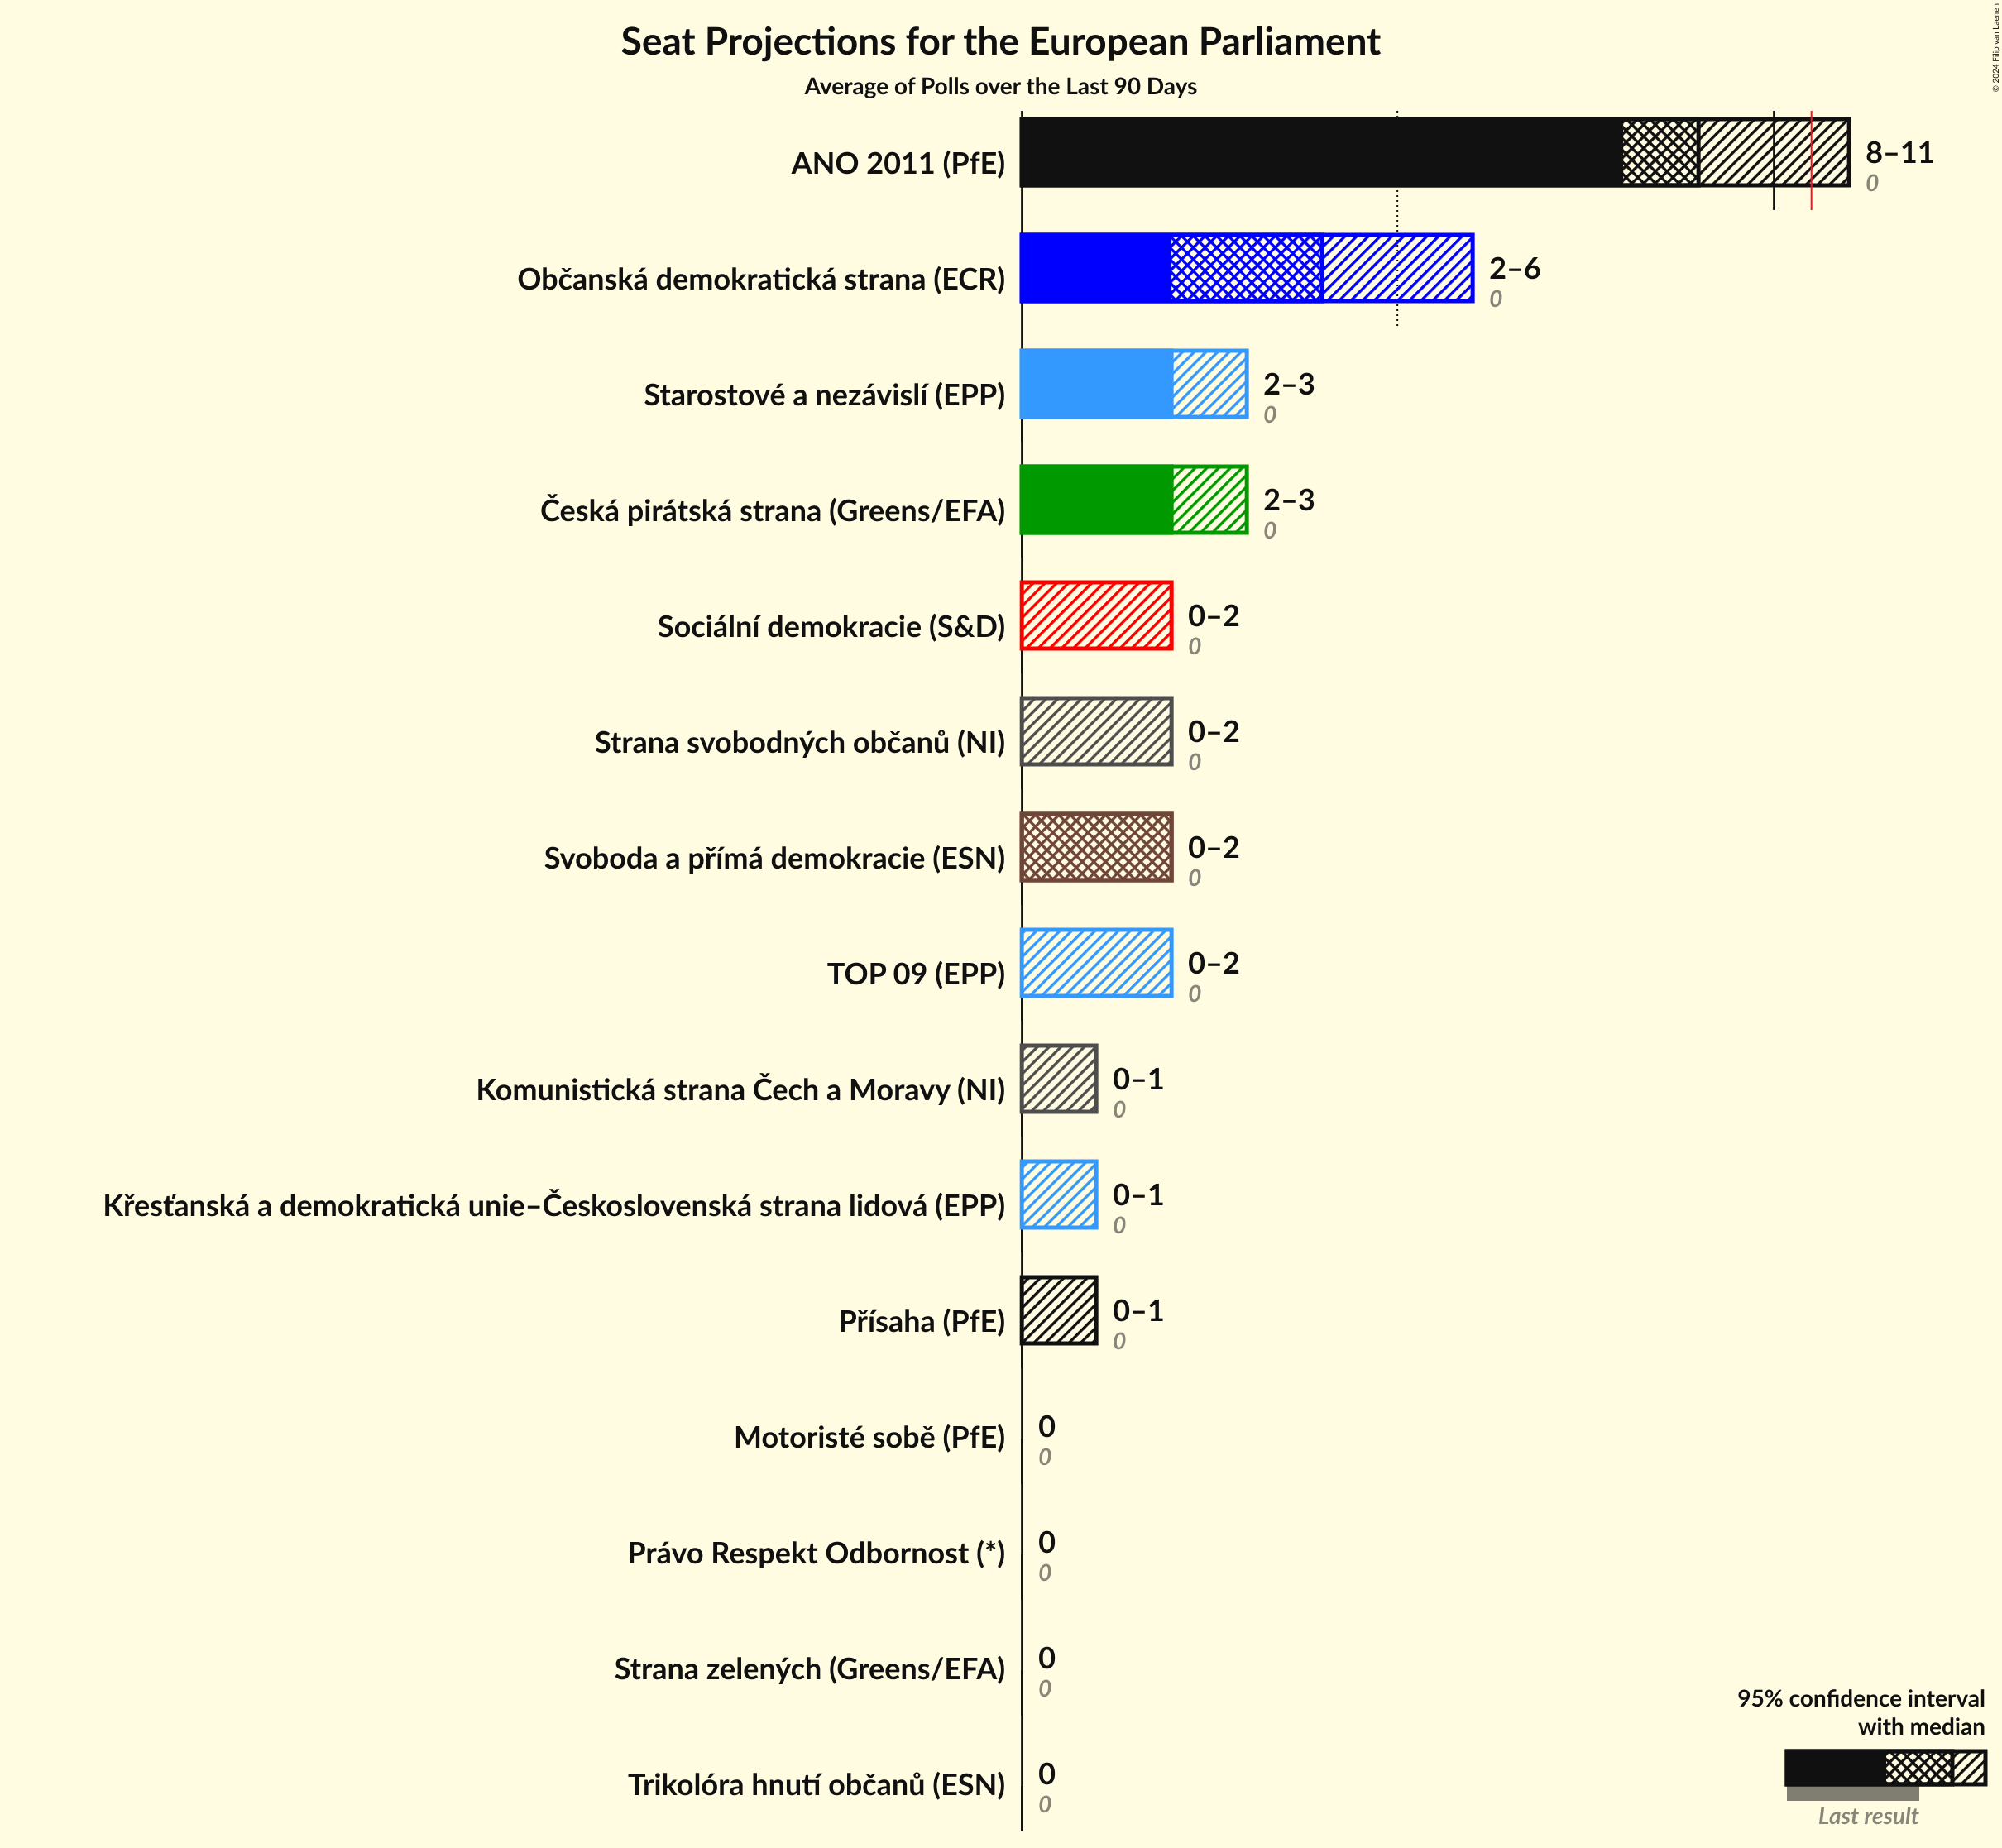 Seat Projections for the European Parliament
Average of Polls over the Last 90 Days
© 2024 Filip van Laenen
ANO 2011 (PfE)
8–11
0
Občanská demokratická strana (ECR)
2–6
0
Starostové a nezávislí (EPP)
2–3
0
Česká pirátská strana (Greens/EFA)
2–3
0
Sociální demokracie (S&D)
0–2
0
Strana svobodných občanů (NI)
0–2
0
Svoboda a přímá demokracie (ESN)
0–2
0
TOP 09 (EPP)
0–2
0
Komunistická strana Čech a Moravy (NI)
0–1
0
Křesťanská a demokratická unie–Československá strana lidová (EPP)
0–1
0
Přísaha (PfE)
0–1
0
Motoristé sobě (PfE)
0
0
Právo Respekt Odbornost (*)
0
0
Strana zelených (Greens/EFA)
0
0
Trikolóra hnutí občanů (ESN)
0
0
95% confidence interval
with median
Last result